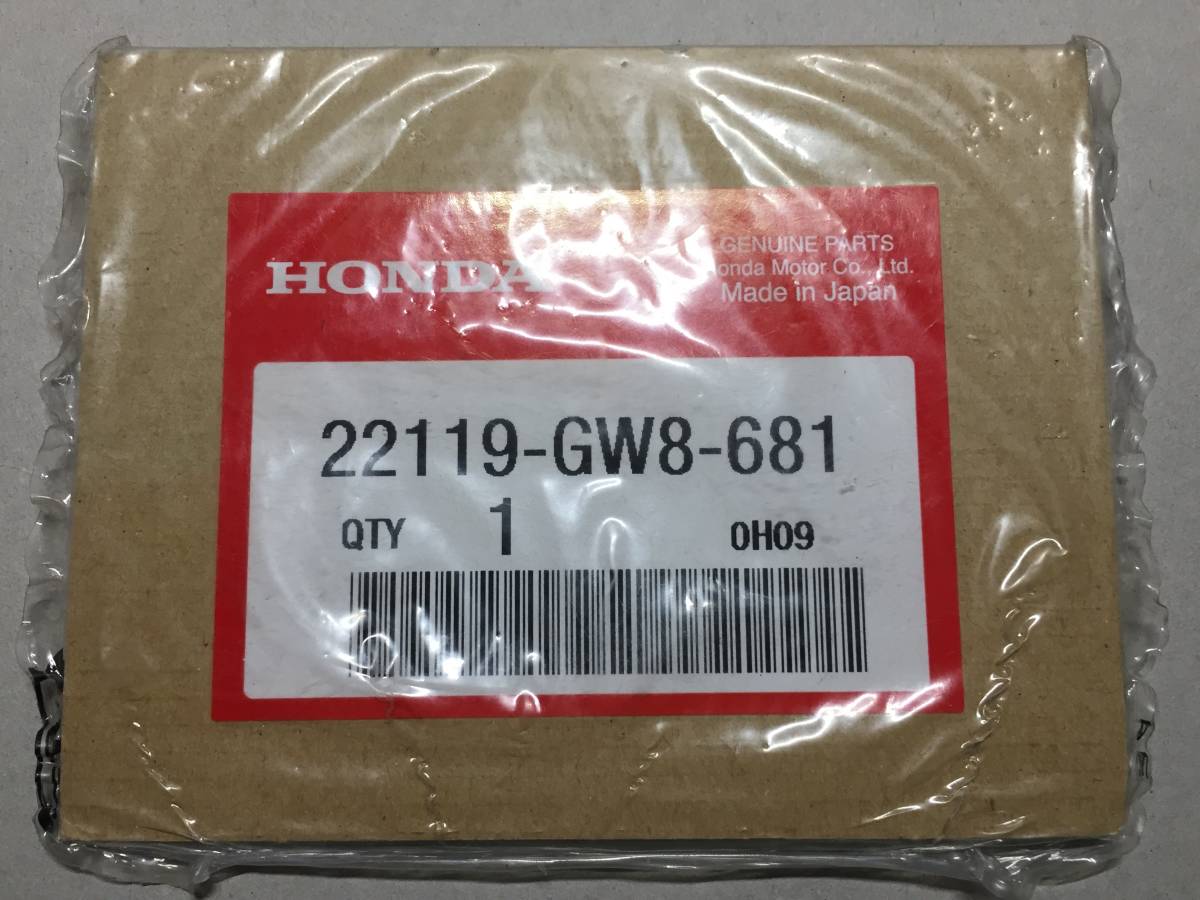 HONDA
GENUINE PARTS
onda Motor Co., Ltd.
Made in Japan
22119-GW8-681
QTY 1 0H09